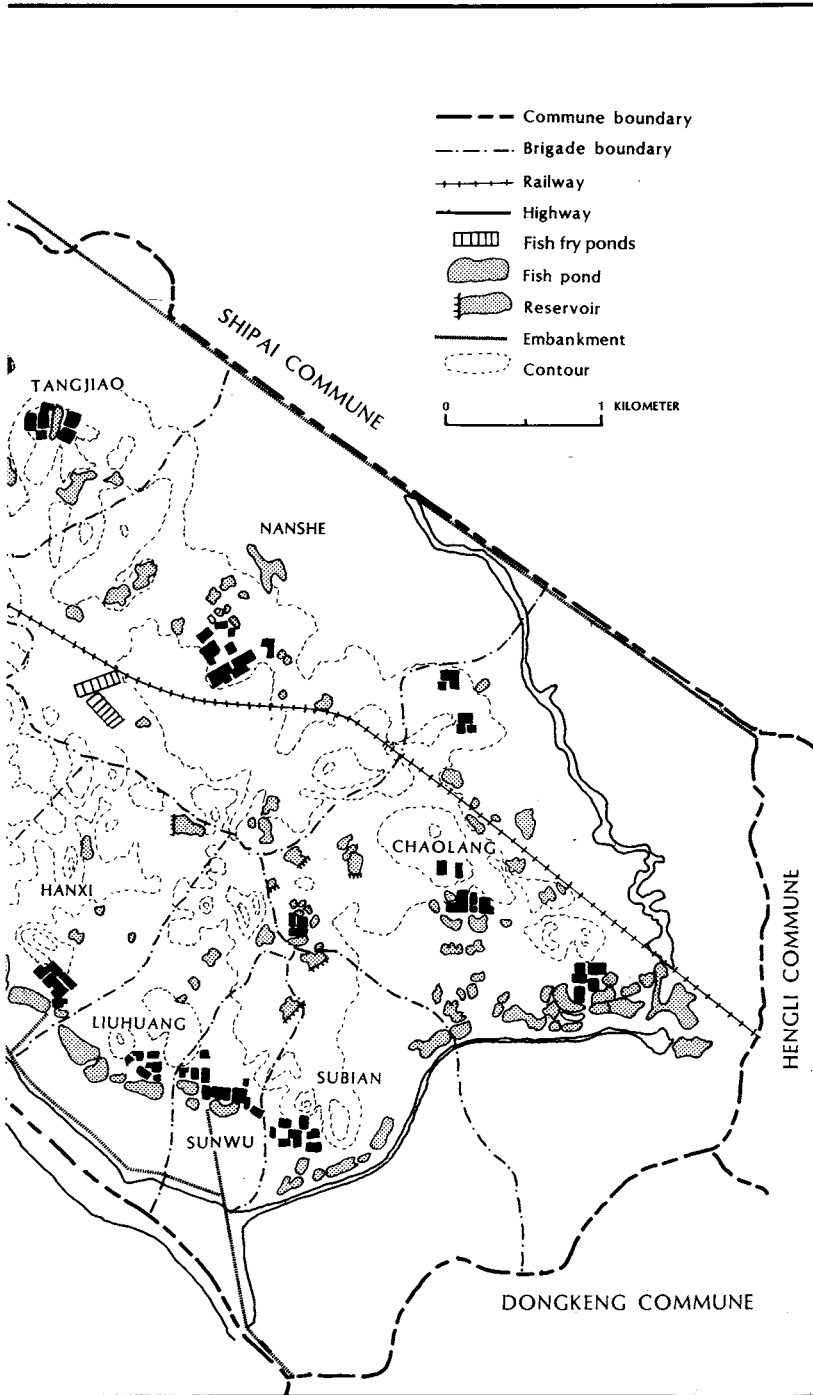 Commune boundary
Brigade boundary
Railway
Highway
Fish fry ponds
Fish pond
Reservoir
Embankment
Contour
0 1 KILOMETER
SHIPAI COMMUNE
TANGJIAO
NANSHE
CHAOLANG
HANXI
HENGLI COMMUNE
LIUHUANG
SUBIAN
SUNWU
DONGKENG COMMUNE